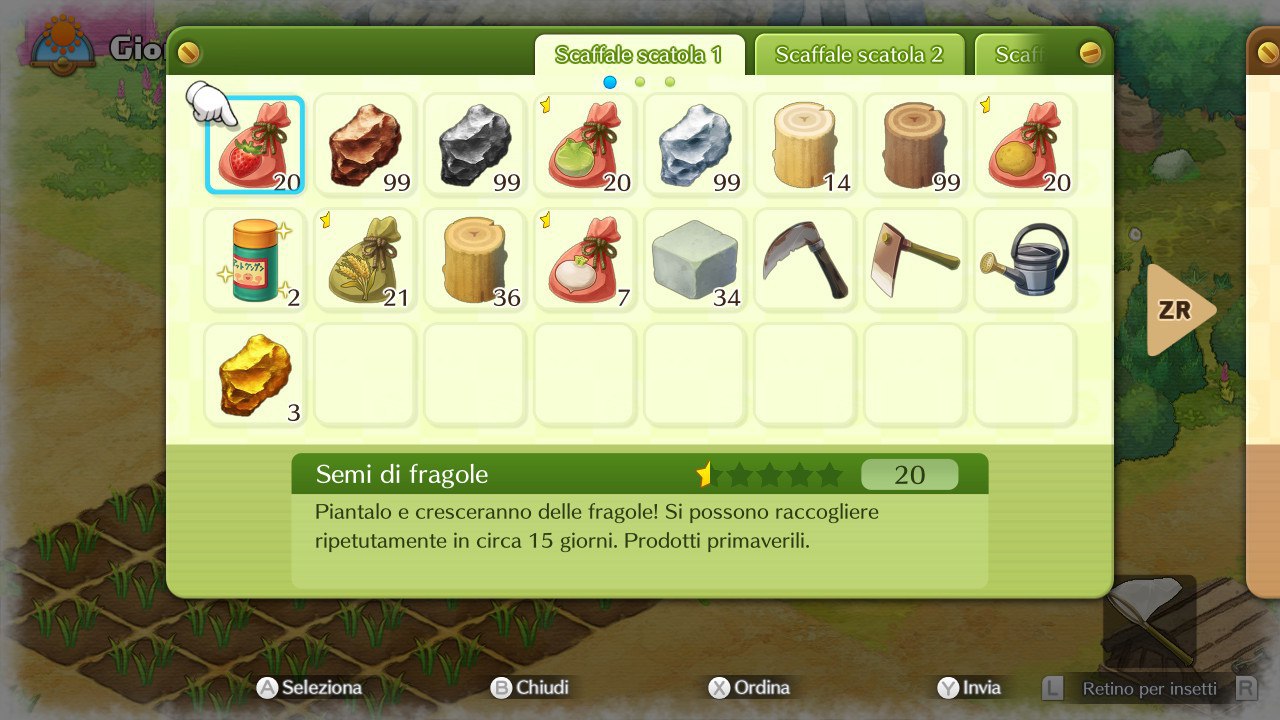 Gio
Scaffale scatola 1
Scaffale scatola 2
Scaff
20
99
99
20
99
14
99
20
2
21
36
7
34
3
ZR
Semi di fragole
20
Piantalo e cresceranno delle fragole! Si possono raccogliere
ripetutamente in circa 15 giorni. Prodotti primaverili.
A Seleziona
B Chiudi
X Ordina
Y Invia
L Retino per insetti R